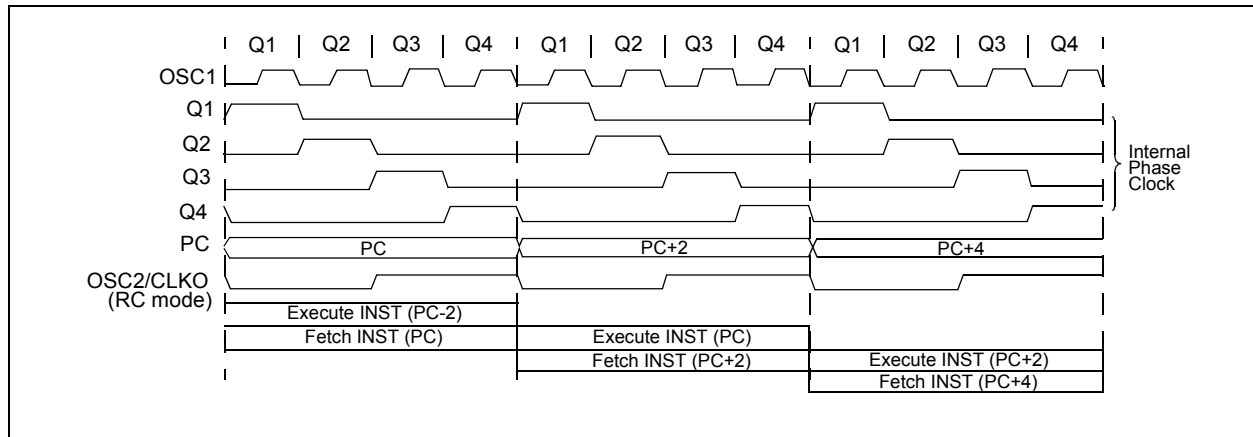 Q1 Q2 Q3 Q4 Q1 Q2 Q3 Q4 Q1 Q2 Q3 Q4
OSC1
Q1
Q2
Q3
Q4
Internal
Phase
Clock
PC PC PC+2 PC+4
OSC2/CLKO
(RC mode)
Execute INST (PC-2)
Fetch INST (PC) Execute INST (PC)
Fetch INST (PC+2) Execute INST (PC+2)
Fetch INST (PC+4)